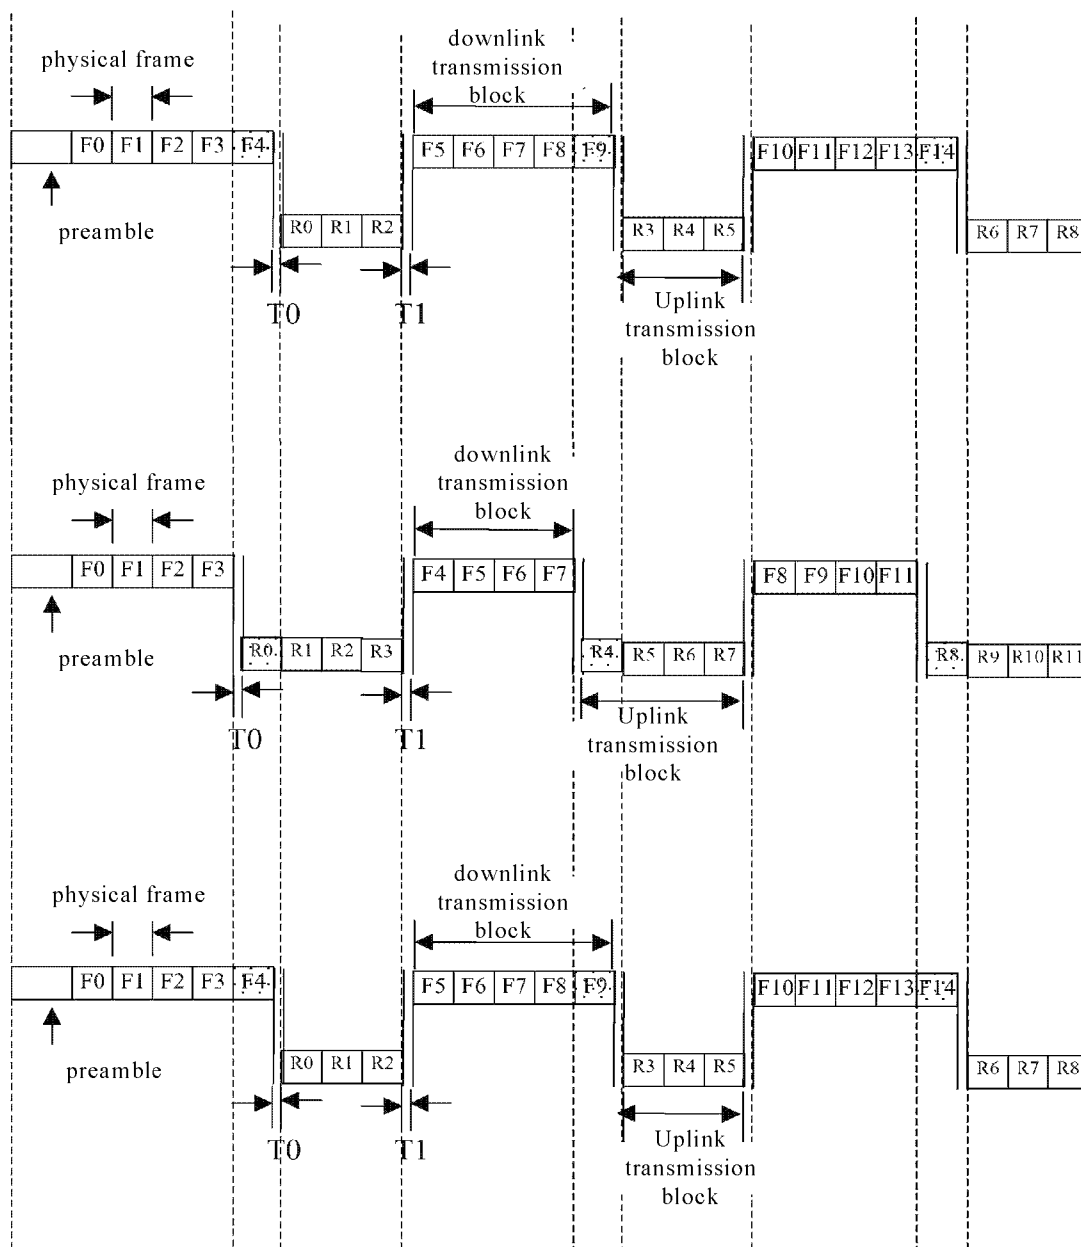 downlink
transmission
block
physical frame
F0 F1 F2 F3 F4 F5 F6 F7 F8 F9 F10 F11 F12 F13 F14
preamble
R0 R1 R2 R3 R4 R5 R6 R7 R8
T0 T1
Uplink
transmission
block
downlink
transmission
block
physical frame
F0 F1 F2 F3 F4 F5 F6 F7 F8 F9 F10 F11
preamble
R0 R1 R2 R3 R4 R5 R6 R7 R8 R9 R10 R11
T0 T1
Uplink
transmission
block
downlink
transmission
block
physical frame
F0 F1 F2 F3 F4 F5 F6 F7 F8 F9 F10 F11 F12 F13 F14
preamble
R0 R1 R2 R3 R4 R5 R6 R7 R8
T0 T1
Uplink
transmission
block